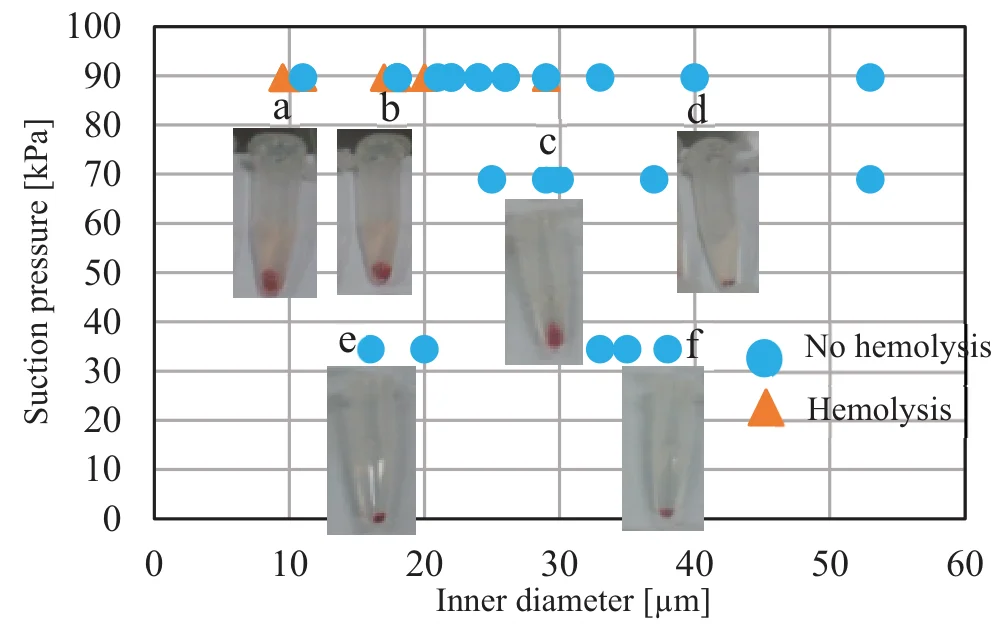 100
90
80
70
60
50
40
30
20
10
0
Suction pressure [kPa]
a
b
c
d
e
f
No hemolysis
Hemolysis
0 10 20 30 40 50 60
Inner diameter [µm]